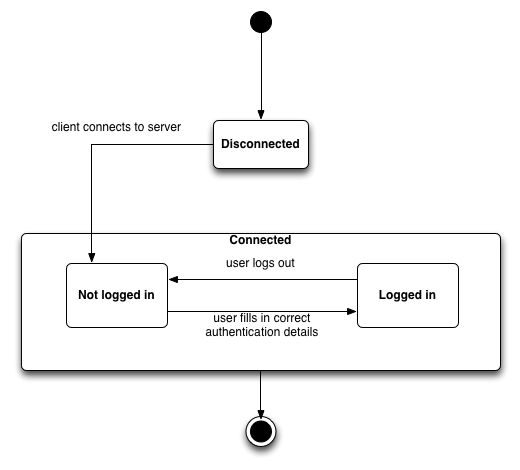 client connects to server
Disconnected
Connected
user logs out
Not logged in
Logged in
user fills in correct
authentication details